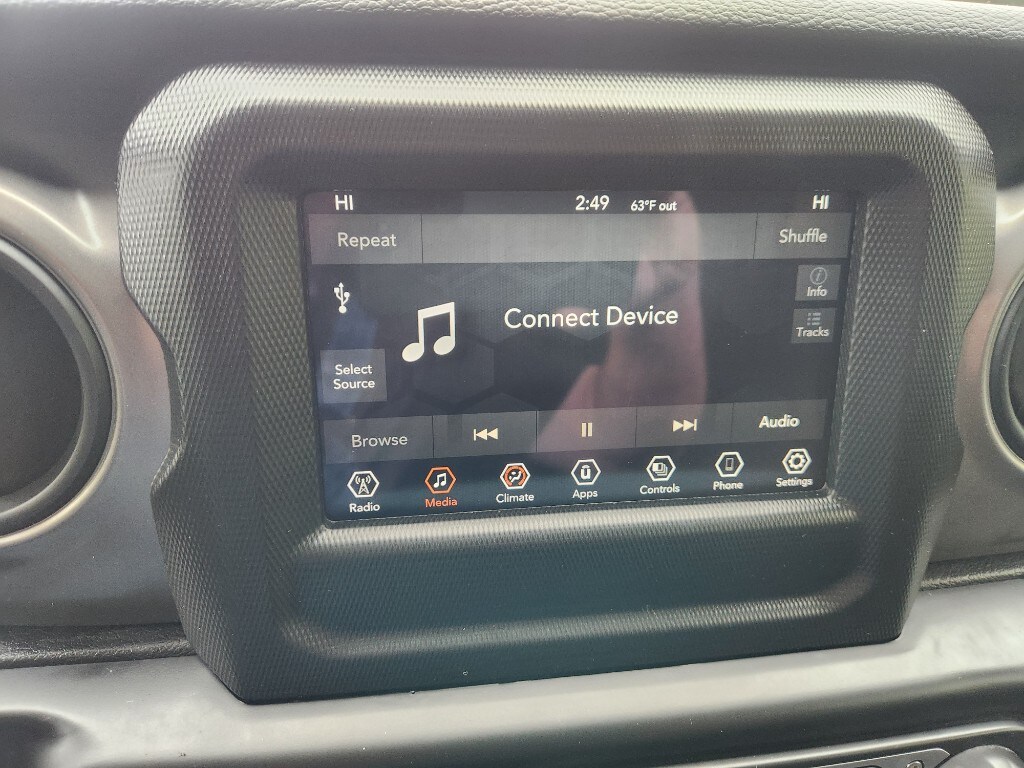 HI 2:49 63°F out HI
Repeat Shuffle
Info
Connect Device
Tracks
Select
Source
Browse Audio
Radio Media Climate Apps Controls Phone Settings